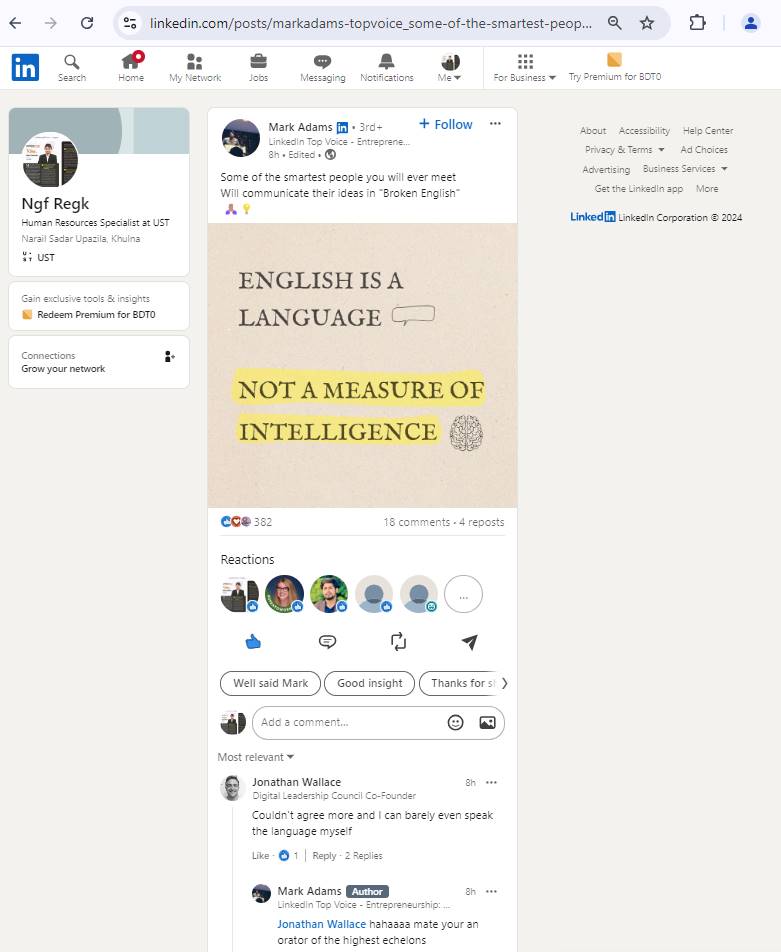 linkedin.com/posts/markadams-topvoice_some-of-the-smartest-peop...
in
Search
Home
My Network
Jobs
Messaging
Notifications
Me
For Business
Try Premium for BDT0
Ngf Regk
Human Resources Specialist at UST
Narail Sadar Upazila, Khulna
UST
Gain exclusive tools & insights
Redeem Premium for BDT0
Connections
Grow your network
Mark Adams in • 3rd+
+ Follow
LinkedIn Top Voice - Entreprene...
8h • Edited •
Some of the smartest people you will ever meet
Will communicate their ideas in "Broken English"
ENGLISH IS A
LANGUAGE
NOT A MEASURE OF
INTELLIGENCE
382
18 comments • 4 reposts
Reactions
...
Well said Mark
Good insight
Thanks for s
Add a comment...
Most relevant
Jonathan Wallace
8h
Digital Leadership Council Co-Founder
Couldn't agree more and I can barely even speak
the language myself
Like · 1 | Reply · 2 Replies
Mark Adams Author
8h
LinkedIn Top Voice - Entrepreneurship: ...
Jonathan Wallace hahaaaa mate your an
orator of the highest echelons
About Accessibility Help Center
Privacy & Terms Ad Choices
Advertising Business Services
Get the LinkedIn app More
Linked in LinkedIn Corporation © 2024